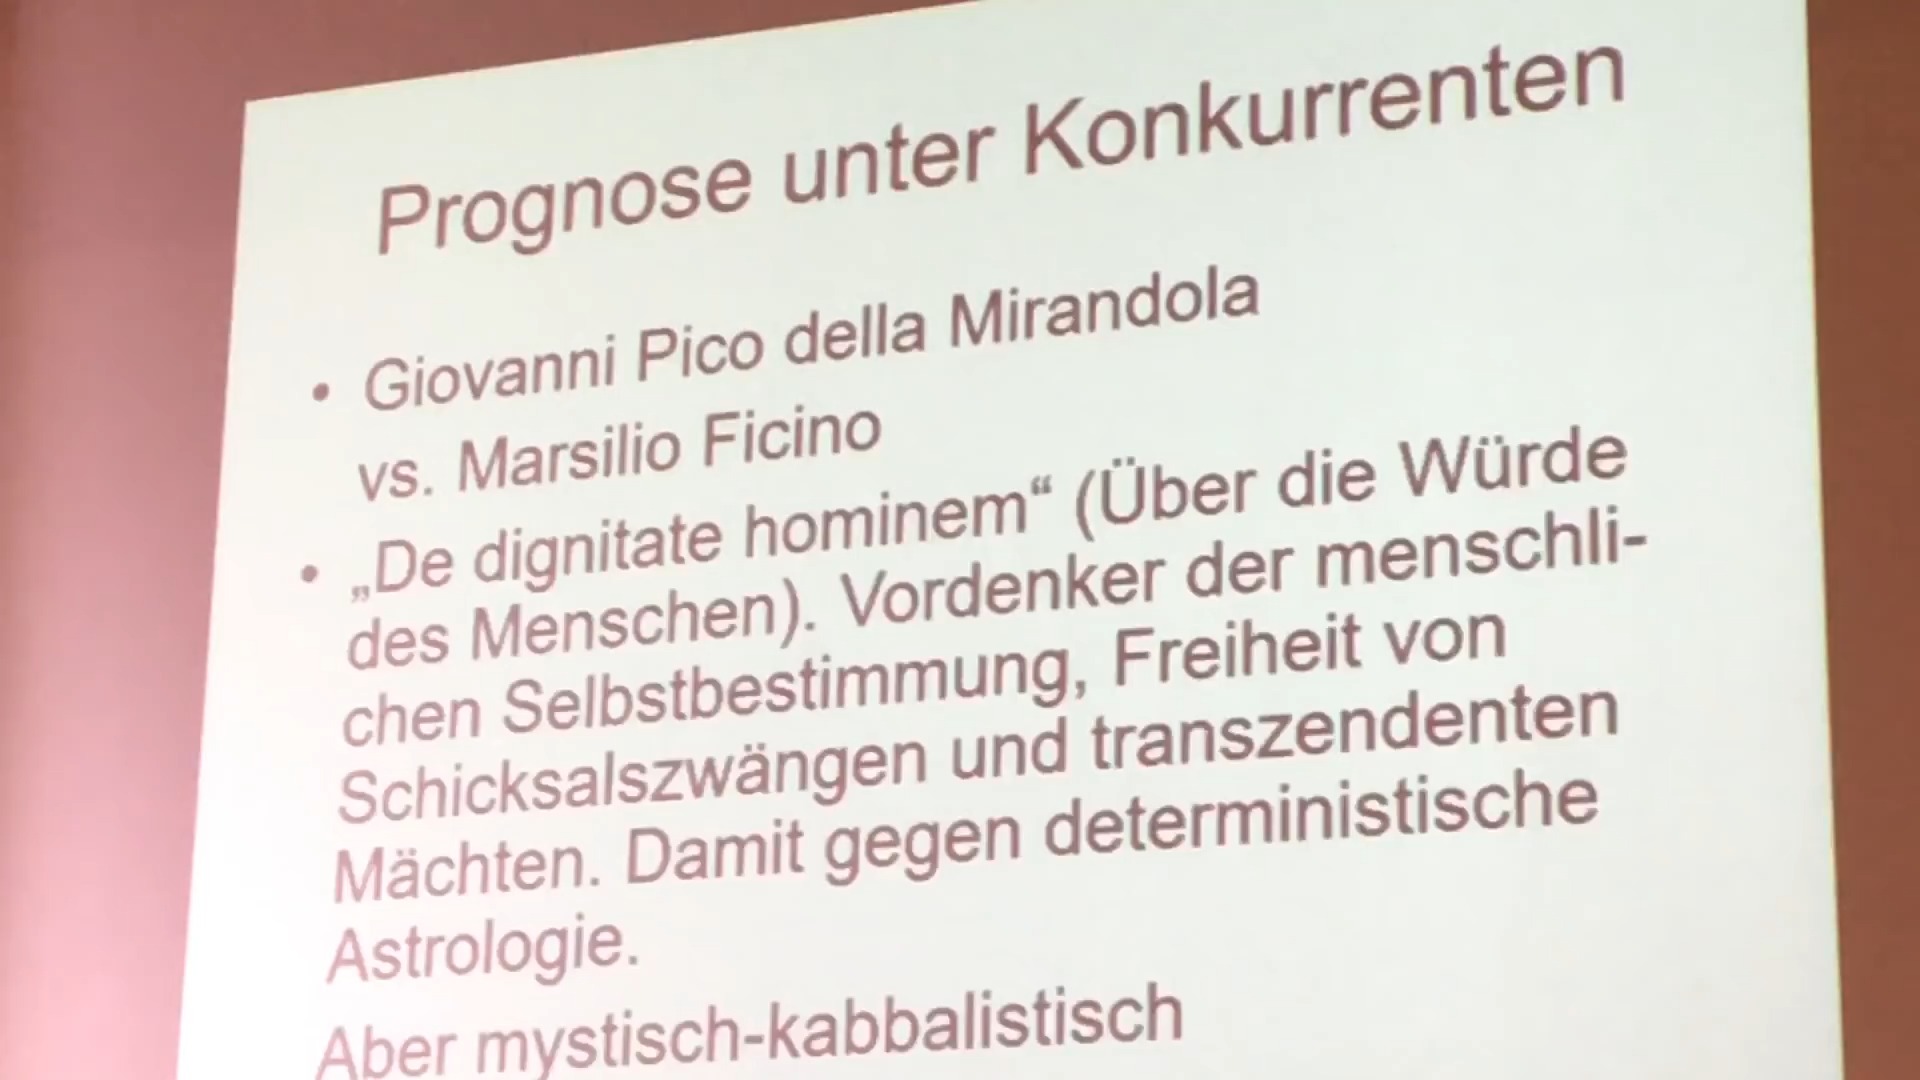 Prognose unter Konkurrenten
• Giovanni Pico della Mirandola
vs. Marsilio Ficino
• „De dignitate hominem“ (Über die Würde
des Menschen). Vordenker der menschli-
chen Selbstbestimmung, Freiheit von
Schicksalszwängen und transzendenten
Mächten. Damit gegen deterministische
Astrologie.
Aber mystisch-kabbalistisch